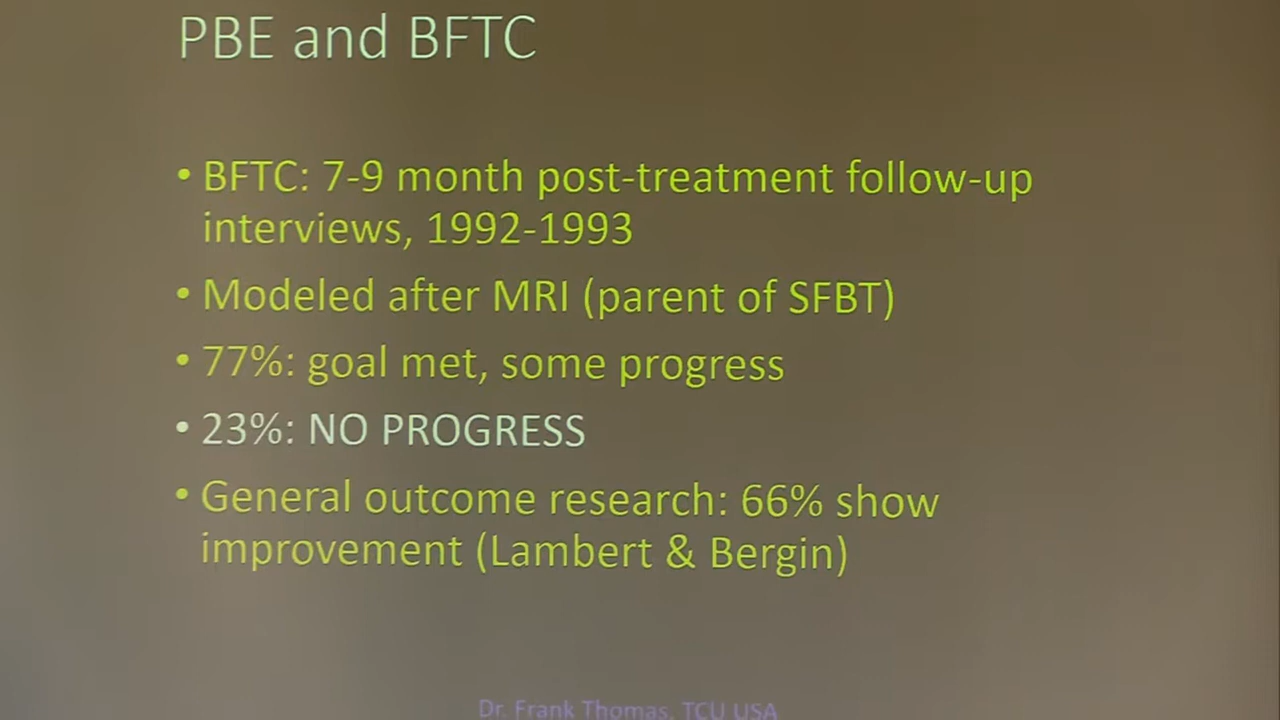 PBE and BFTC
• BFTC: 7-9 month post-treatment follow-up
interviews, 1992-1993
• Modeled after MRI (parent of SFBT)
• 77%: goal met, some progress
• 23%: NO PROGRESS
• General outcome research: 66% show
improvement (Lambert & Bergin)
Dr. Frank Thomas, TCU USA